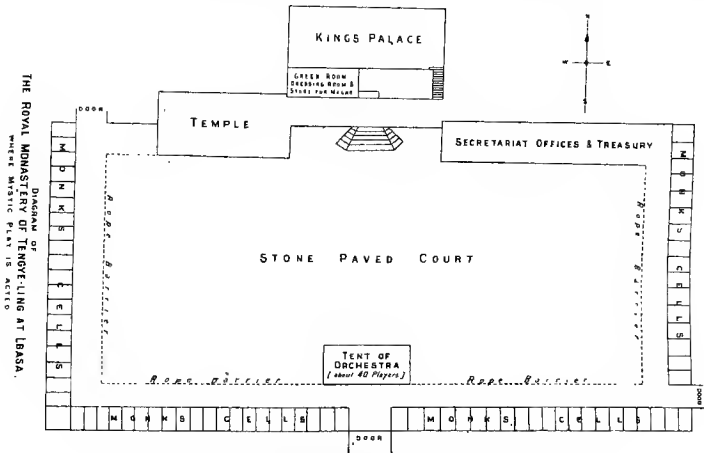 DIAGRAM OF
THE ROYAL MONASTERY OF TENGYE-LING AT LBASA,
WHERE MYSTIC PLAY IS ACTED
KINGS PALACE
GREEN ROOM
DRESSING ROOM &
STORE FOR MASKS
N
W E
S
DOOR
TEMPLE
SECRETARIAT OFFICES & TREASURY
MONKS CELLS
Rope Barrier
STONE PAVED COURT
Rope Barrier
MONKS CELLS
TENT OF
ORCHESTRA
[about 40 Players.]
Rope Barrier
Rope Barrier
DOOR
MONKS CELLS
MONKS CELLS
DOOR